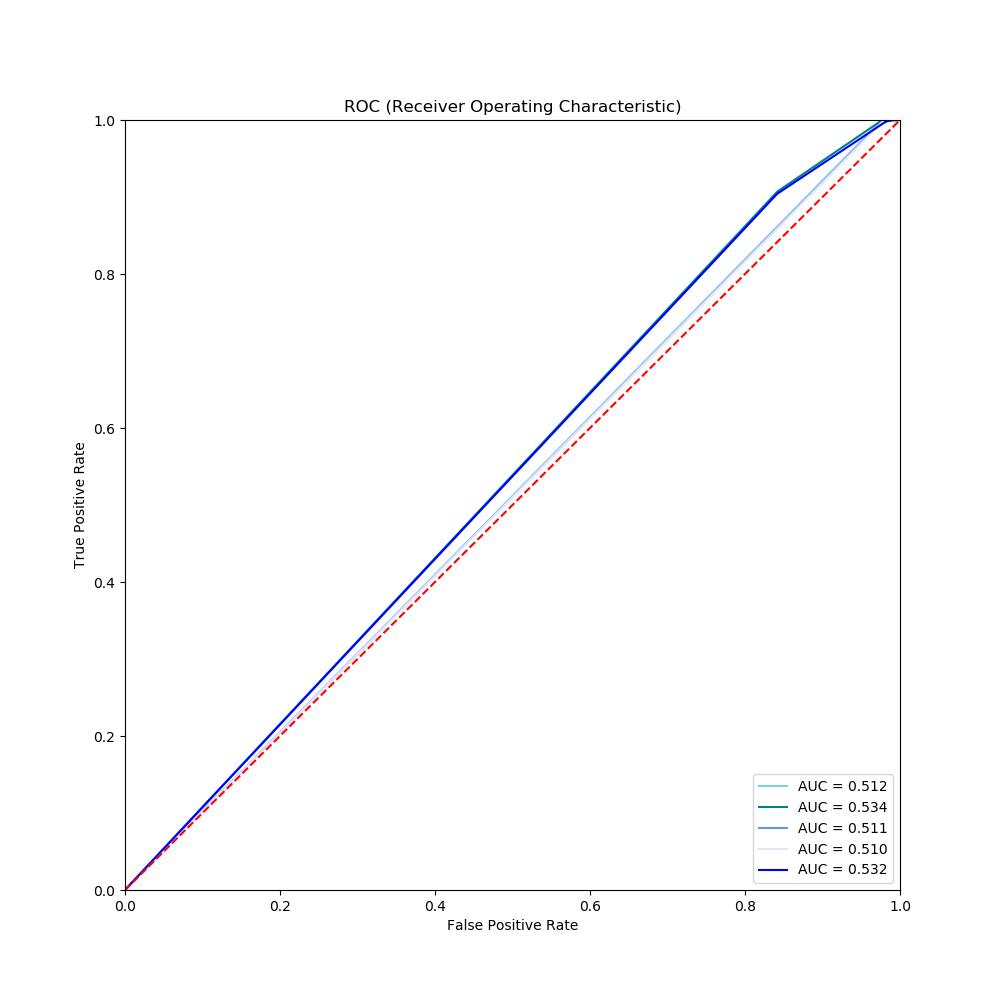 ROC (Receiver Operating Characteristic)
1.0
0.8
0.6
0.4
0.2
0.0
True Positive Rate
0.0 0.2 0.4 0.6 0.8 1.0
False Positive Rate
AUC = 0.512
AUC = 0.534
AUC = 0.511
AUC = 0.510
AUC = 0.532